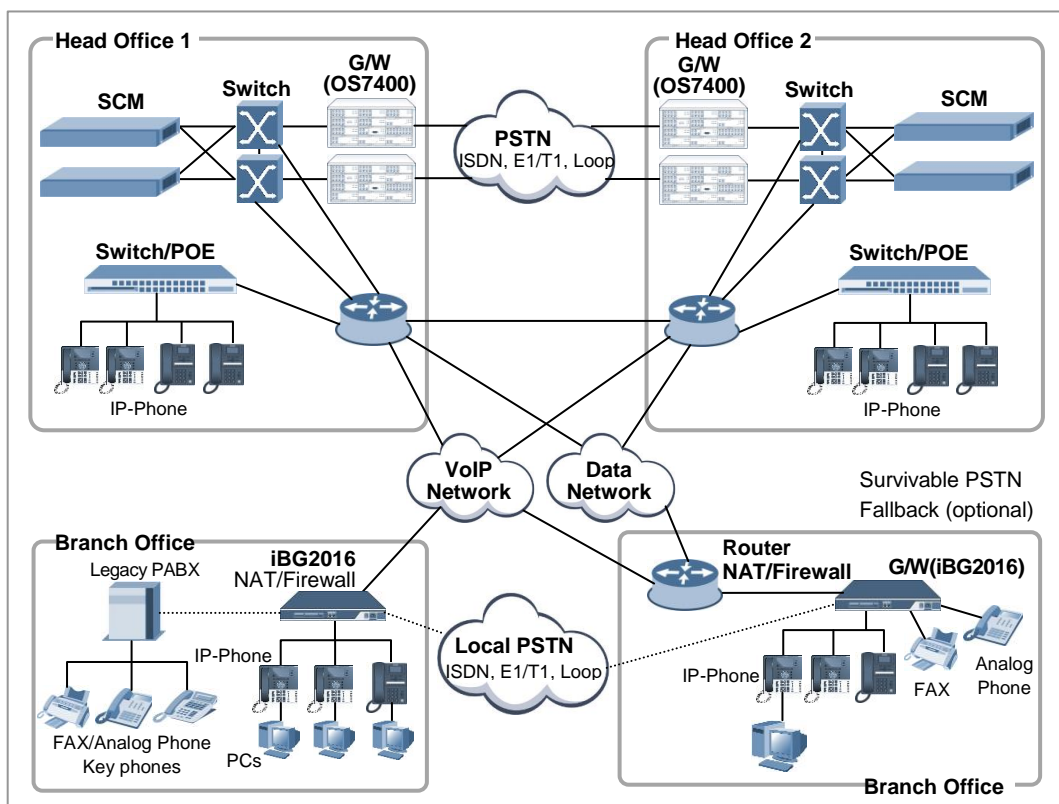 Head Office 1
SCM
Switch
G/W
(OS7400)
Switch/POE
IP-Phone
PSTN
ISDN, E1/T1, Loop
Head Office 2
G/W
(OS7400)
Switch
SCM
Switch/POE
IP-Phone
VoIP
Network
Data
Network
Survivable PSTN
Fallback (optional)
Branch Office
Legacy PABX
iBG2016
NAT/Firewall
IP-Phone
FAX/Analog Phone
Key phones
PCs
Local PSTN
ISDN, E1/T1, Loop
Router
NAT/Firewall
G/W(iBG2016)
IP-Phone
FAX
Analog
Phone
Branch Office